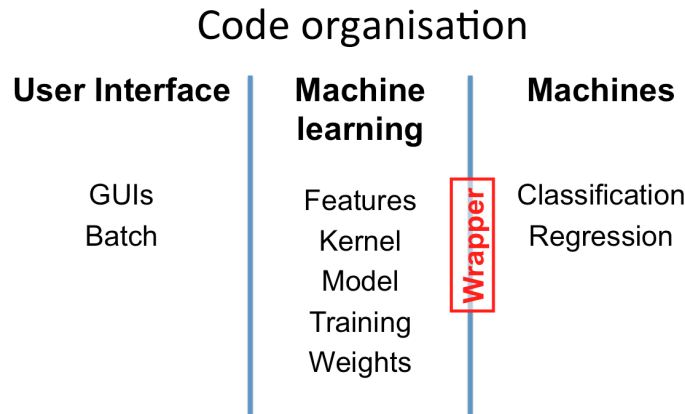 Code organisation
User Interface
GUIs
Batch
Machine
learning
Features
Kernel
Model
Training
Weights
Wrapper
Machines
Classification
Regression